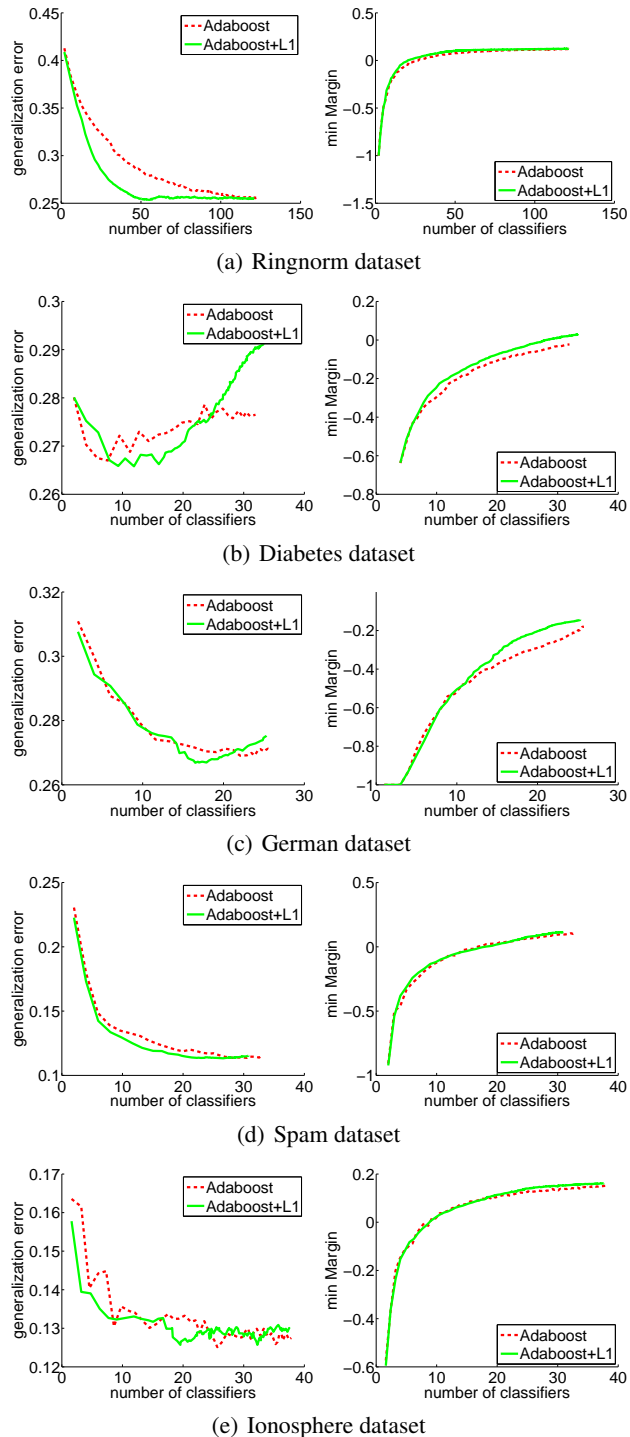 0.45
0.4
0.35
0.3
0.25
0 50 100 150
generalization error
number of classifiers
Adaboost
Adaboost+L1
0.5
0
−0.5
−1
−1.5
0 50 100 150
min Margin
number of classifiers
Adaboost
Adaboost+L1
(a) Ringnorm dataset
0.3
0.29
0.28
0.27
0.26
0 10 20 30 40
generalization error
number of classifiers
Adaboost
Adaboost+L1
0.2
0
−0.2
−0.4
−0.6
−0.8
0 10 20 30 40
min Margin
number of classifiers
Adaboost
Adaboost+L1
(b) Diabetes dataset
0.32
0.3
0.28
0.26
0 10 20 30
generalization error
number of classifiers
Adaboost
Adaboost+L1
−0.2
−0.4
−0.6
−0.8
−1
0 10 20 30
min Margin
number of classifiers
Adaboost
Adaboost+L1
(c) German dataset
0.25
0.2
0.15
0.1
0 10 20 30 40
generalization error
number of classifiers
Adaboost
Adaboost+L1
0.5
0
−0.5
−1
0 10 20 30 40
min Margin
number of classifiers
Adaboost
Adaboost+L1
(d) Spam dataset
0.17
0.16
0.15
0.14
0.13
0.12
0 10 20 30 40
generalization error
number of classifiers
Adaboost
Adaboost+L1
0.2
0
−0.2
−0.4
−0.6
0 10 20 30 40
min Margin
number of classifiers
Adaboost
Adaboost+L1
(e) Ionosphere dataset